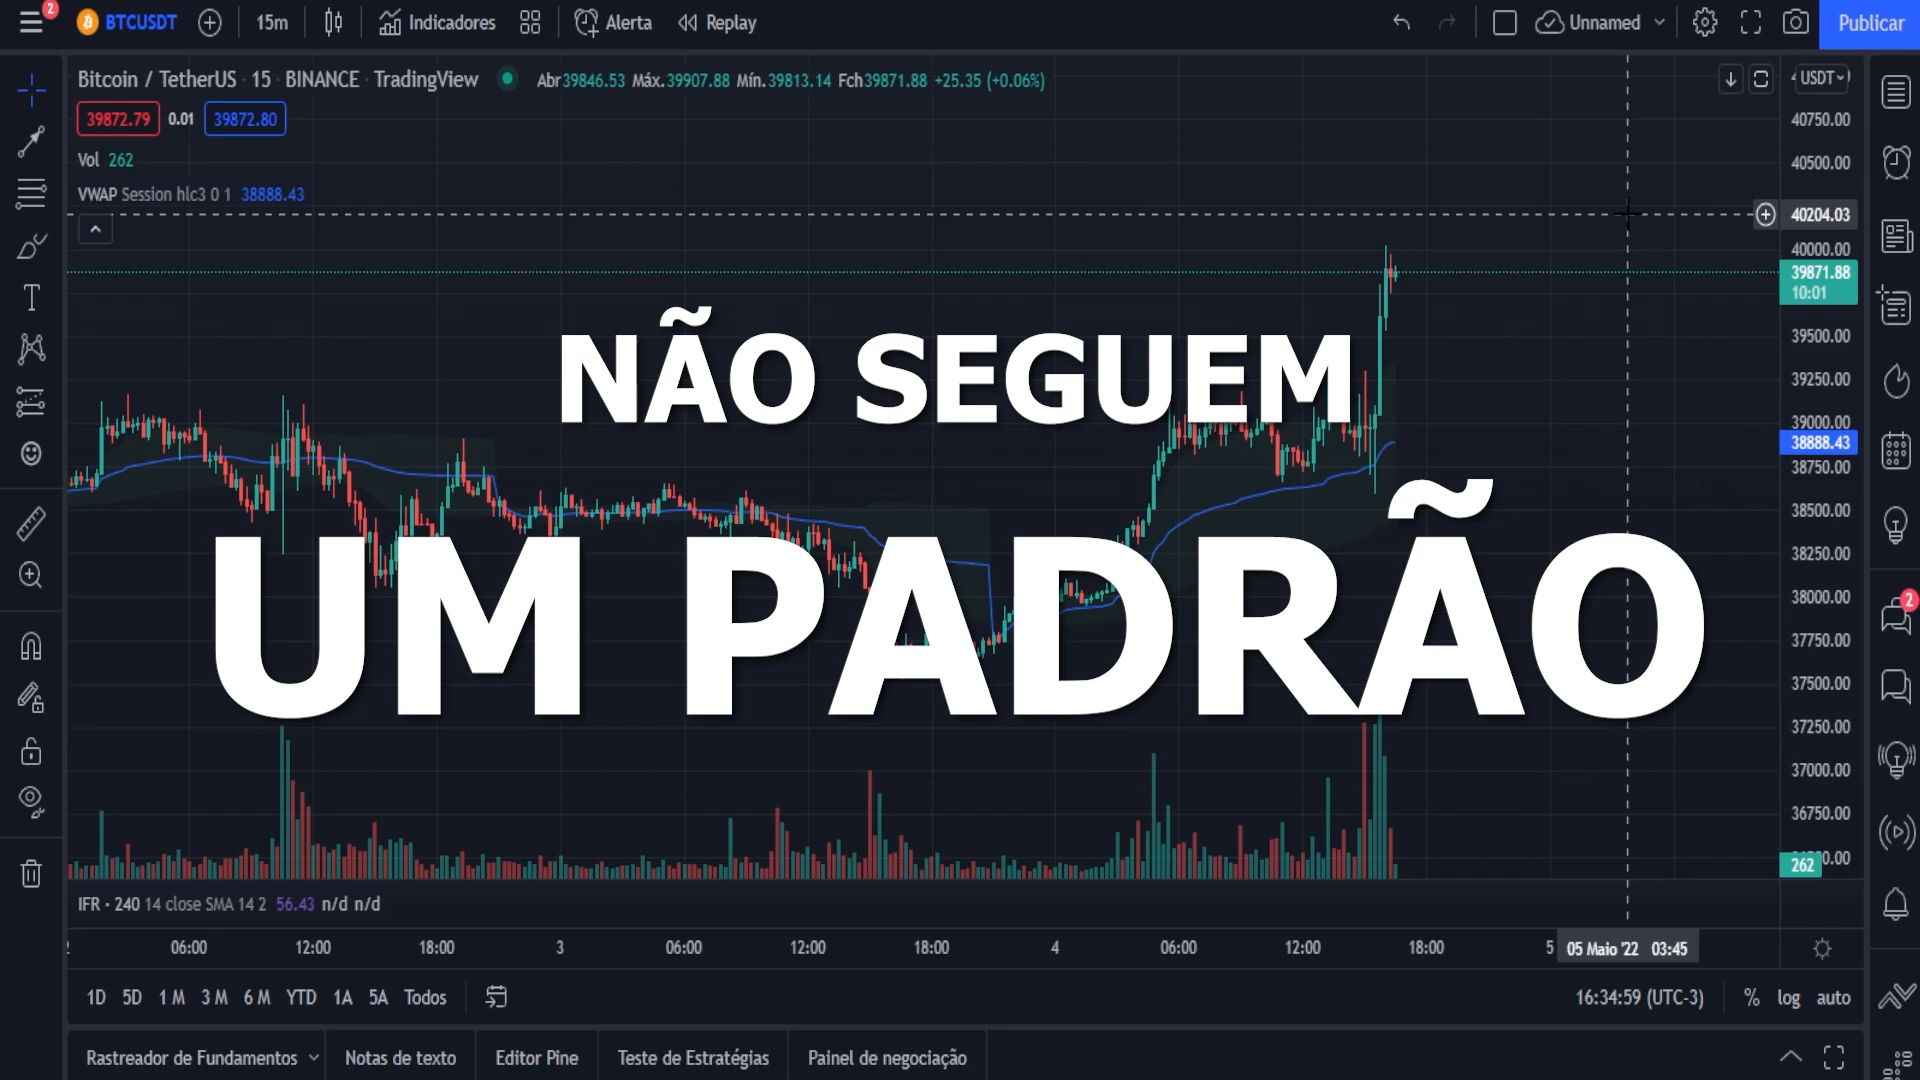 2
BTCUSDT 15m Indicadores Alerta Replay Unnamed Publicar
Bitcoin / TetherUS · 15 · BINANCE · TradingView Abr39846.53 Máx.39907.88 Mín.39813.14 Fch39871.88 +25.35 (+0.06%) USDT
39872.79 0.01 39872.80
Vol 262
VWAP Session hlc3 0 1 38888.43
40750.00
40500.00
40204.03
40000.00
39871.88
10:01
39500.00
39250.00
39000.00
38888.43
38750.00
38500.00
38250.00
38000.00
37750.00
37500.00
37250.00
37000.00
36750.00
262
NÃO SEGUEM
UM PADRÃO
2
IFR · 240 14 close SMA 14 2 56.43 n/d n/d
06:00 12:00 18:00 3 06:00 12:00 18:00 4 06:00 12:00 18:00 5 05 Maio '22 03:45
1D 5D 1 M 3 M 6 M YTD 1A 5A Todos 16:34:59 (UTC-3) % log auto
Rastreador de Fundamentos Notas de texto Editor Pine Teste de Estratégias Painel de negociação